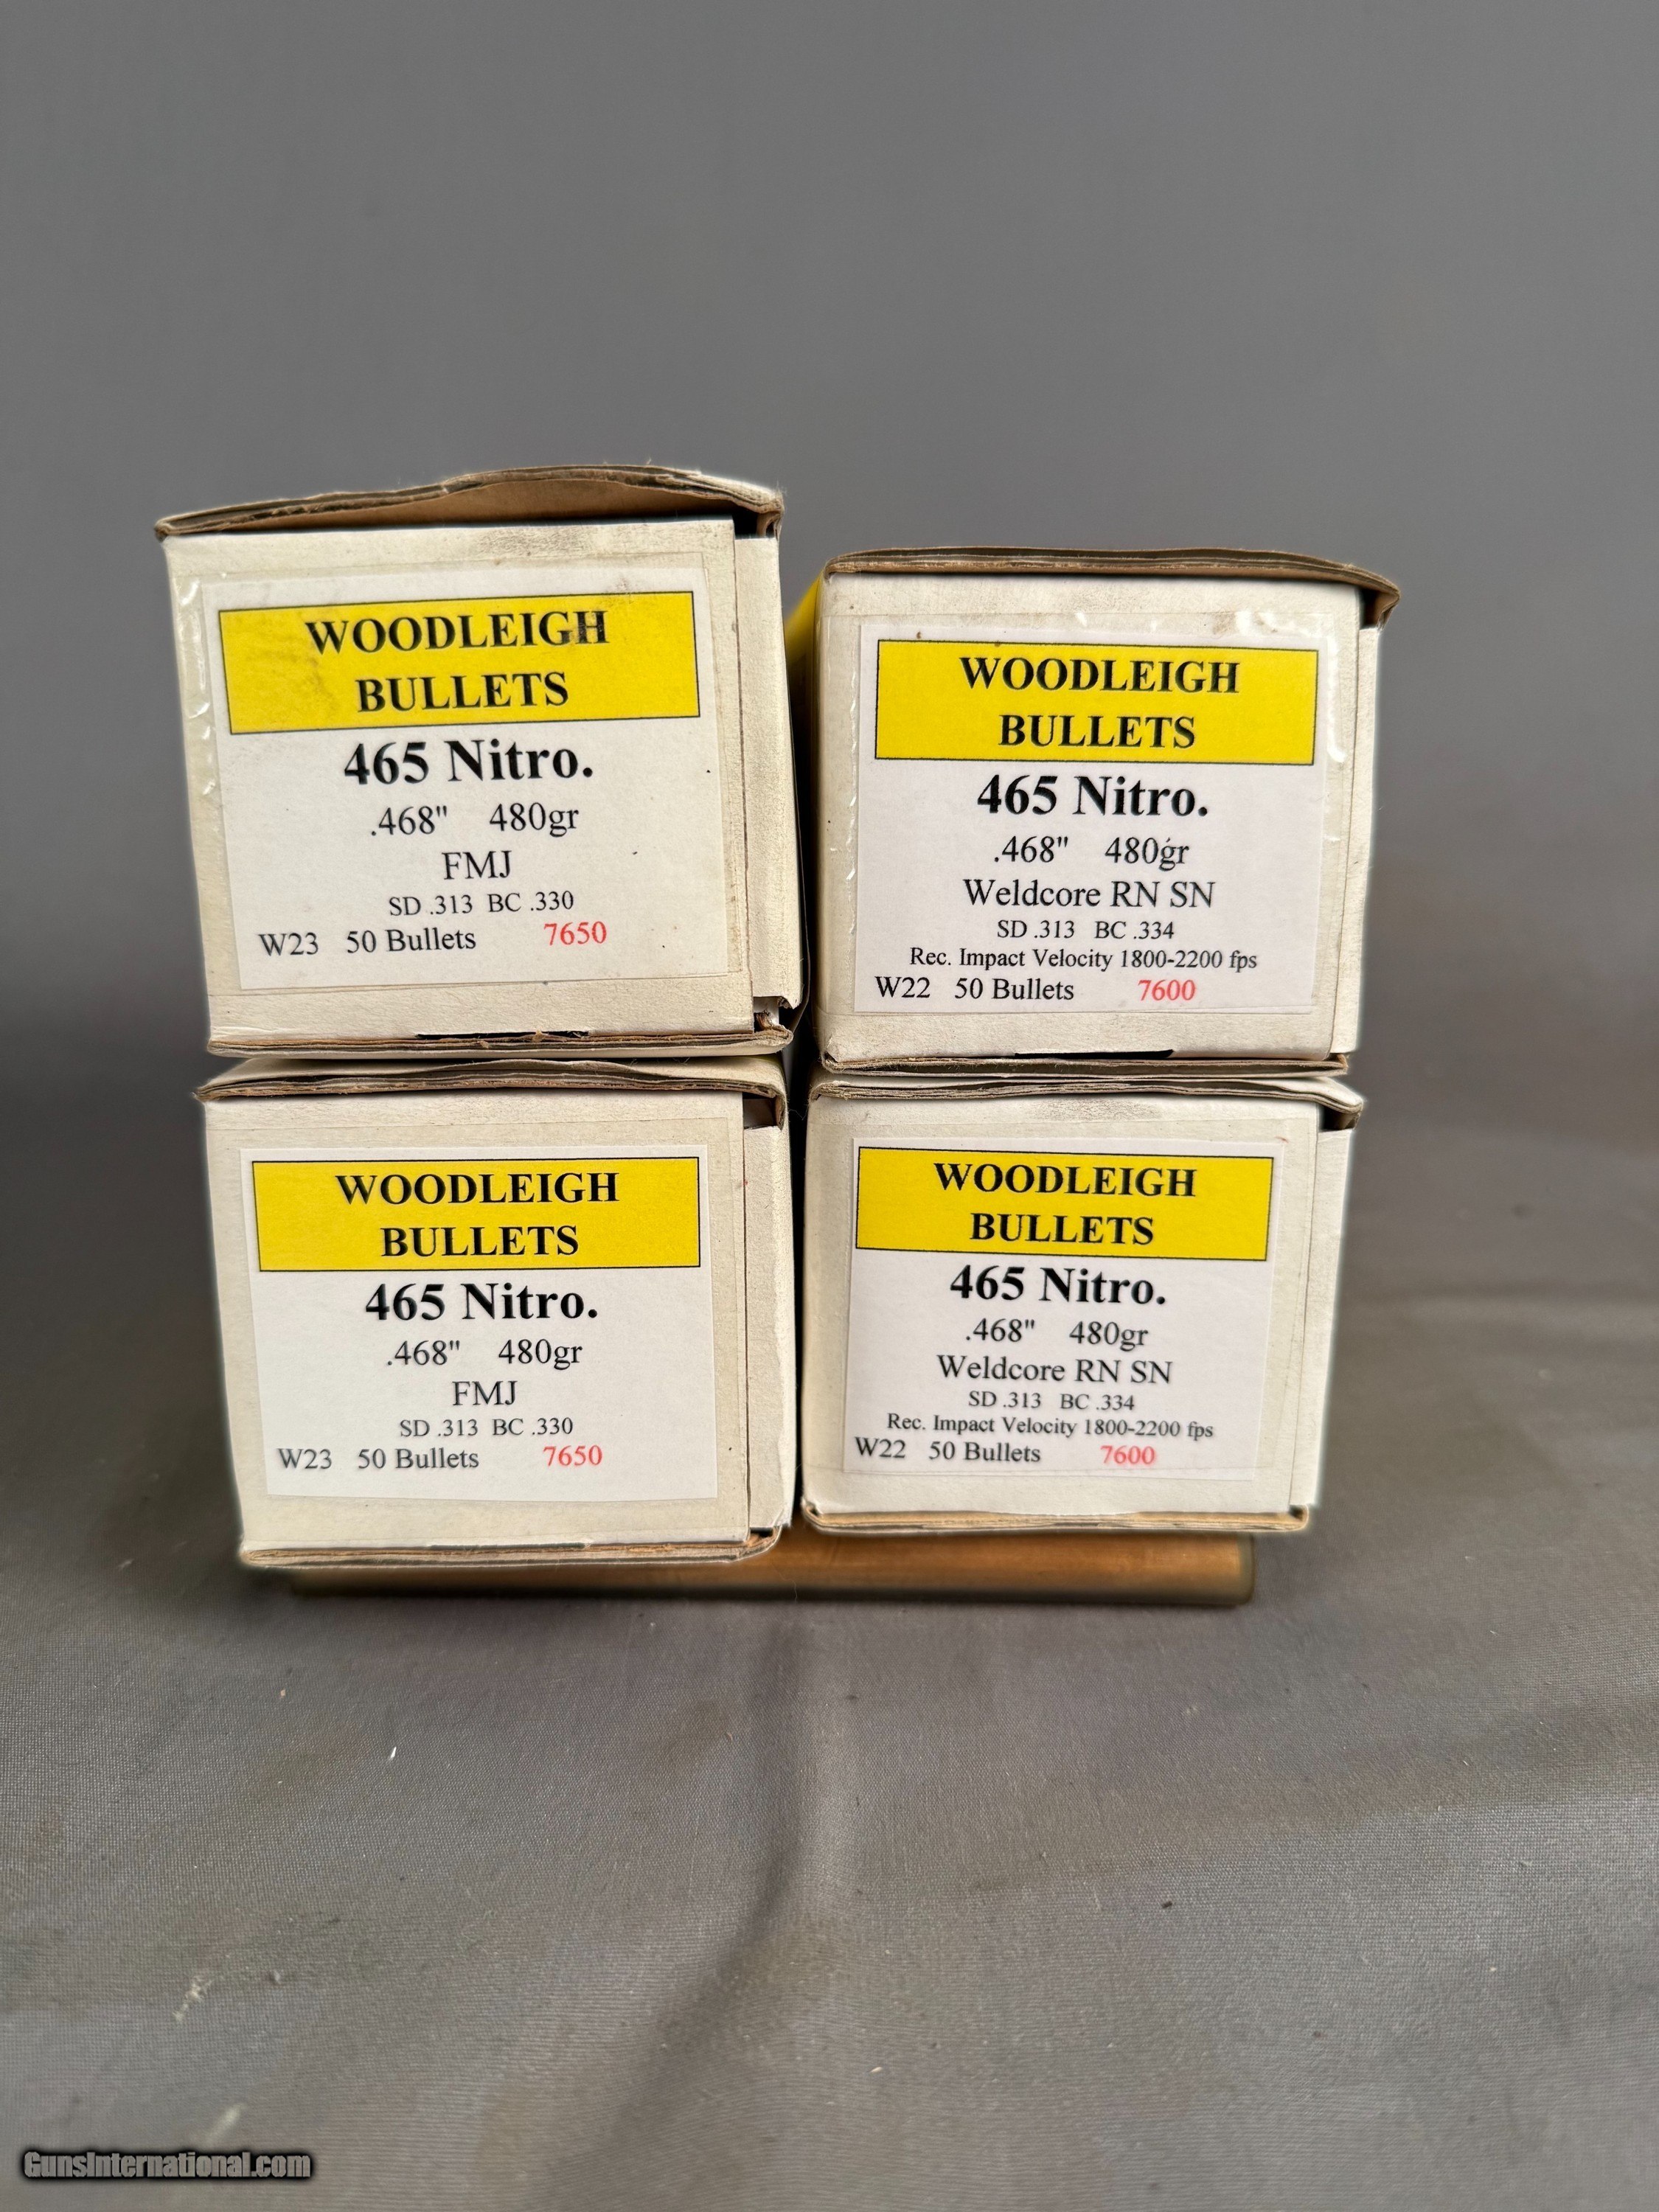 WOODLEIGH
BULLETS
465 Nitro.
.468" 480gr
FMJ
SD .313 BC .330
W23 50 Bullets 7650
WOODLEIGH
BULLETS
465 Nitro.
.468" 480gr
Weldcore RN SN
SD .313 BC .334
Rec. Impact Velocity 1800-2200 fps
W22 50 Bullets 7600
WOODLEIGH
BULLETS
465 Nitro.
.468" 480gr
FMJ
SD .313 BC .330
W23 50 Bullets 7650
WOODLEIGH
BULLETS
465 Nitro.
.468" 480gr
Weldcore RN SN
SD .313 BC .334
Rec. Impact Velocity 1800-2200 fps
W22 50 Bullets 7600
GunsInternational.com